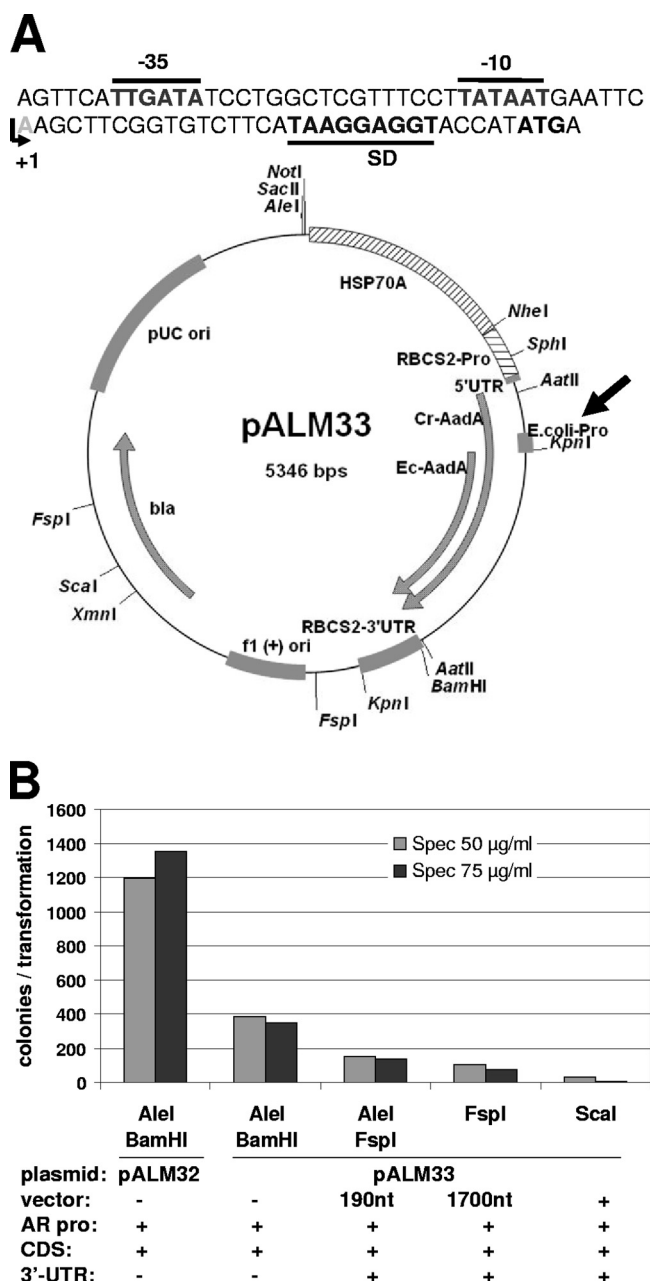 A
-35 -10
AGTTCATTGATATCCTGGCTCGTTTCCTTATAATGAATTC
AAGCTTCGGTGTCTTCATAAGGAGGTACCATATGA
+1 SD
NotI
SacII
AleI
HSP70A
NheI
SphI
RBCS2-Pro
5'UTR
AatII
Cr-AadA
E.coli-Pro
KpnI
Ec-AadA
pUC ori
pALM33
5346 bps
bla
FspI
ScaI
XmnI
RBCS2-3'UTR
f1 (+) ori
AatII
BamHI
KpnI
FspI
B
1600
1400
1200
1000
800
600
400
200
0
colonies / transformation
Spec 50 µg/ml
Spec 75 µg/ml
AleI AleI AleI FspI ScaI
BamHI BamHI FspI
plasmid: pALM32 pALM33
vector: - - 190nt 1700nt +
AR pro: + + + + +
CDS: + + + + +
3'-UTR: - - + + +